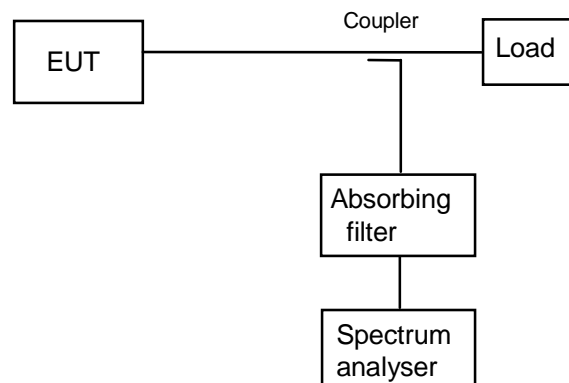 Coupler
EUT
Load
Absorbing
filter
Spectrum
analyser